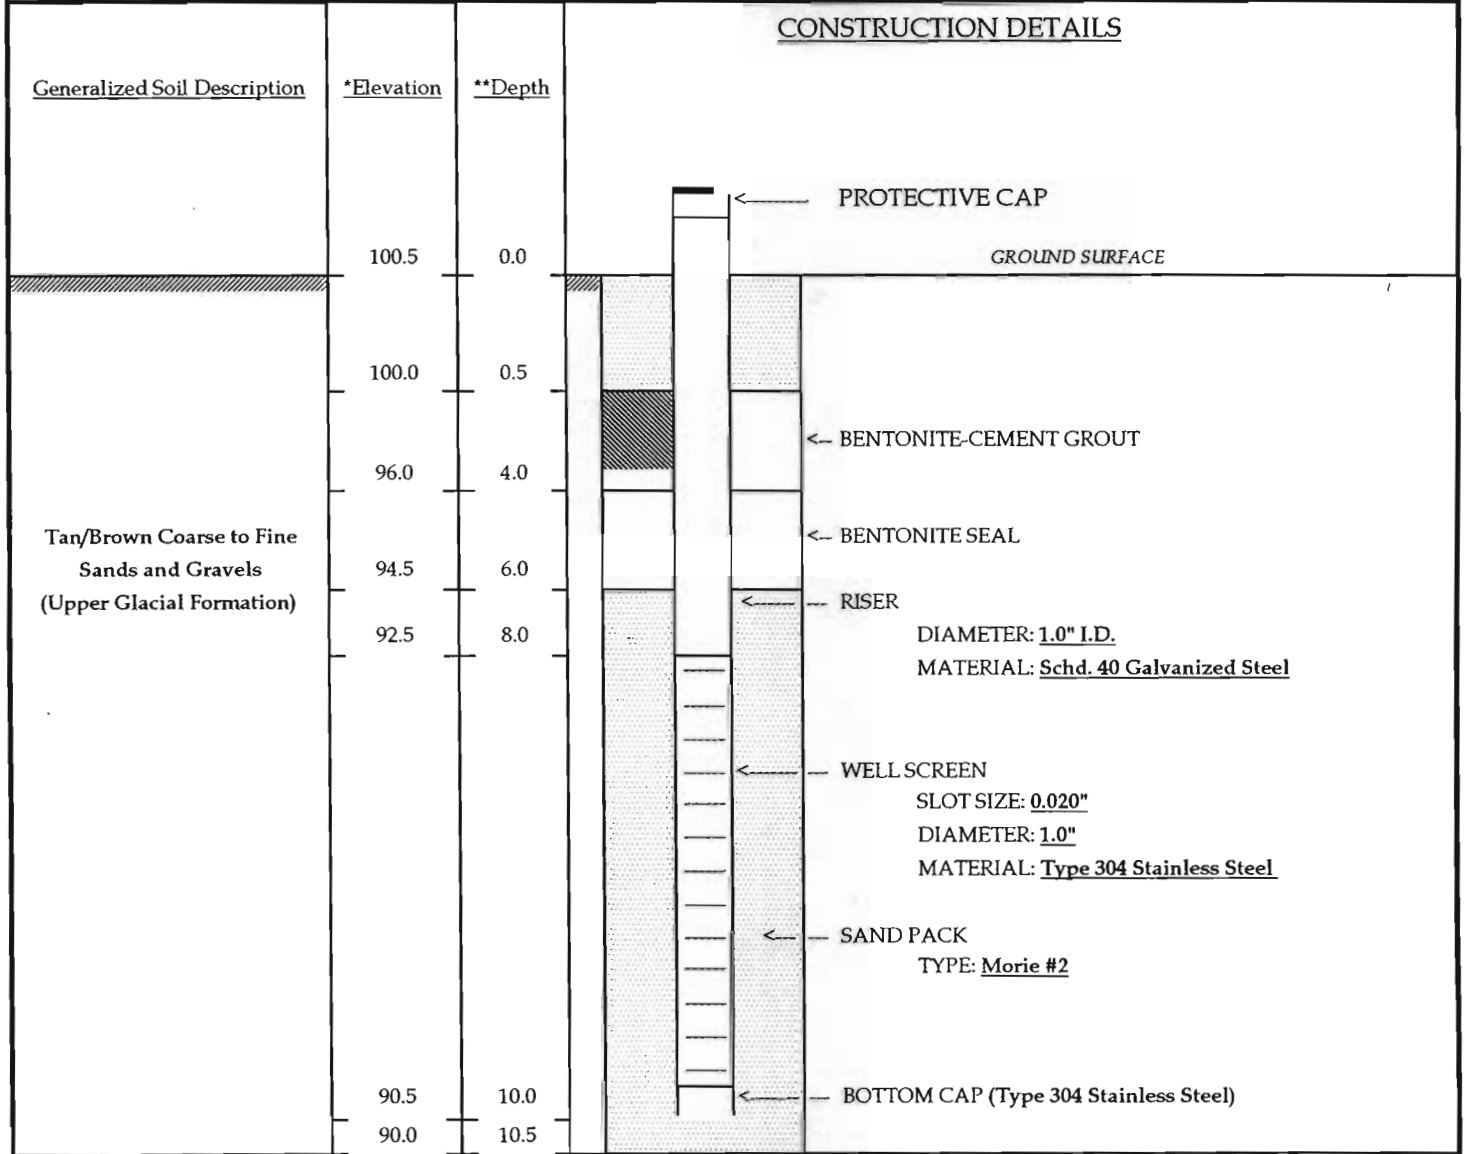 CONSTRUCTION DETAILS
Generalized Soil Description *Elevation **Depth
PROTECTIVE CAP
100.5 0.0 GROUND SURFACE
100.0 0.5
BENTONITE-CEMENT GROUT
96.0 4.0
Tan/Brown Coarse to Fine
BENTONITE SEAL
Sands and Gravels
94.5 6.0
(Upper Glacial Formation)
RISER
92.5 8.0
DIAMETER: 1.0" I.D.
MATERIAL: Schd. 40 Galvanized Steel
WELL SCREEN
SLOT SIZE: 0.020"
DIAMETER: 1.0"
MATERIAL: Type 304 Stainless Steel
SAND PACK
TYPE: Morie #2
90.5 10.0
BOTTOM CAP (Type 304 Stainless Steel)
90.0 10.5